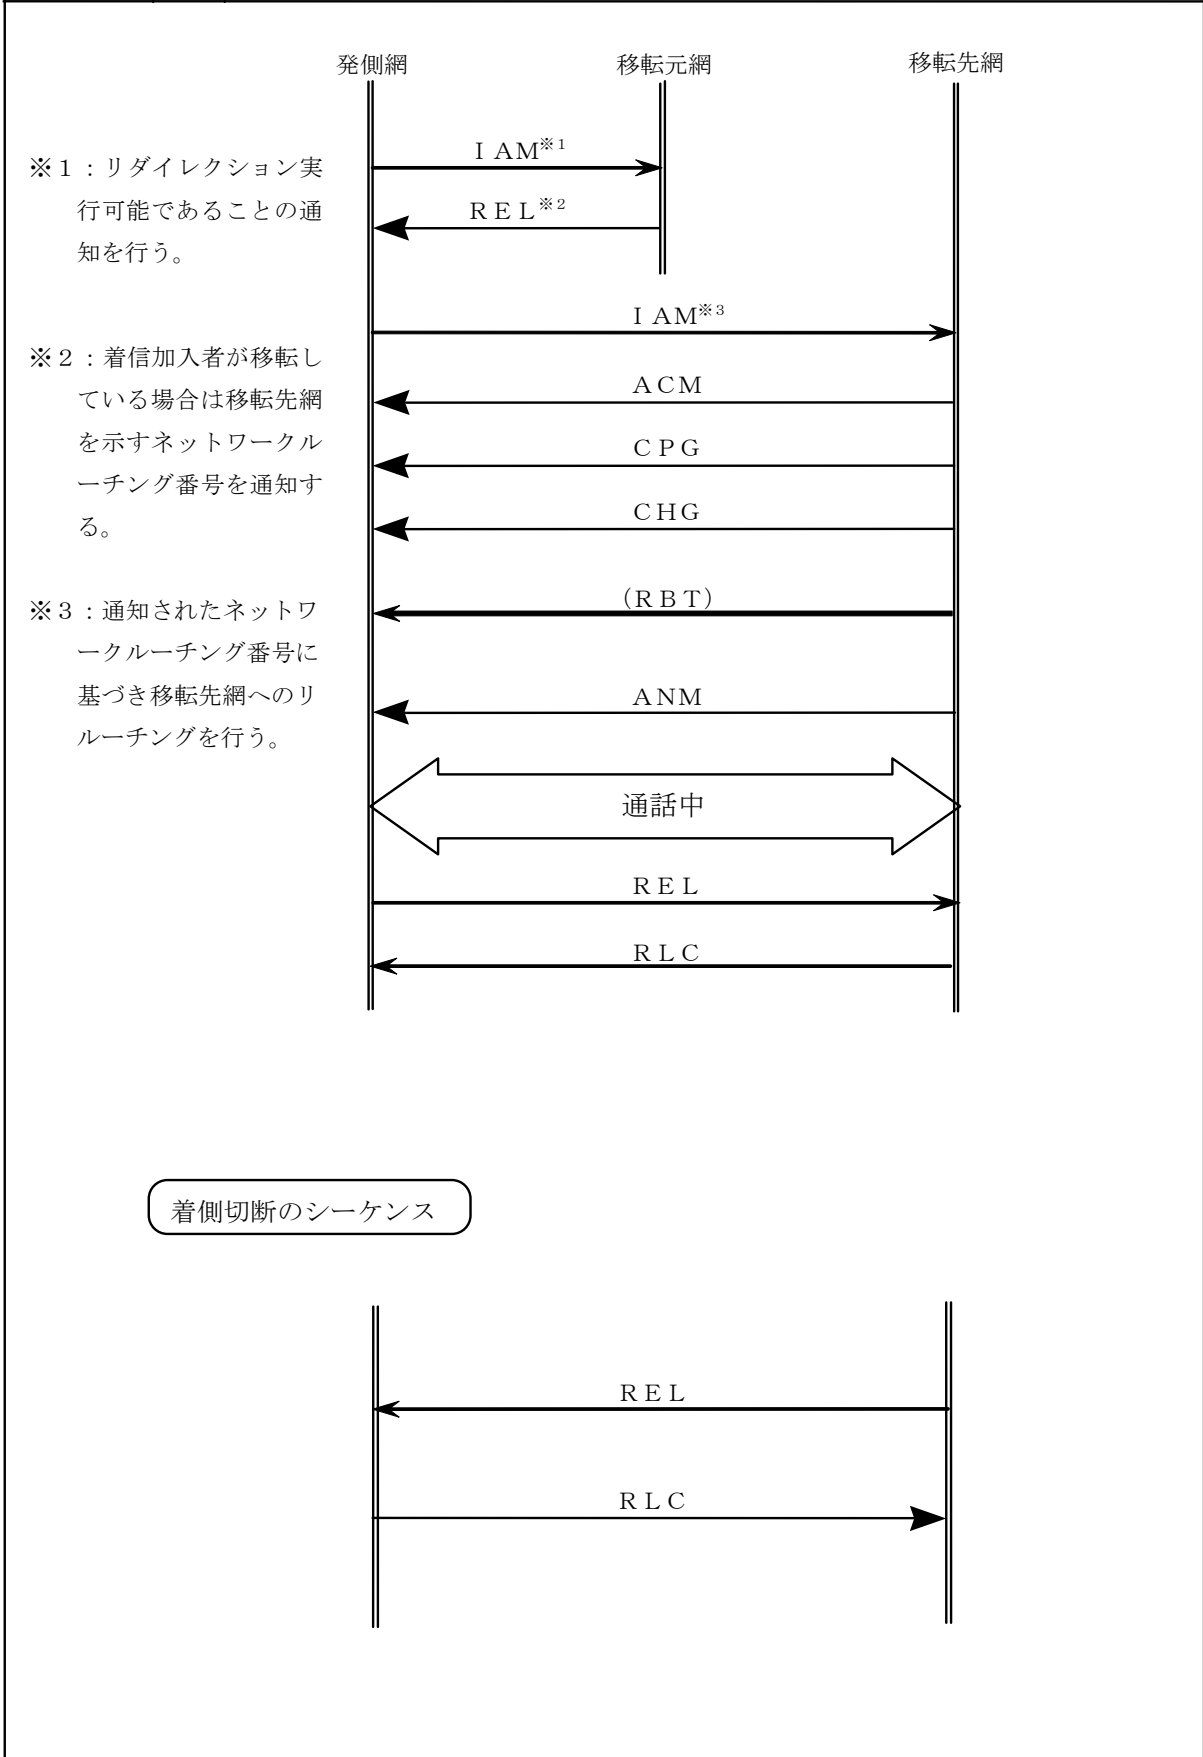 発側網 移転元網 移転先網
ＩＡＭ※１
※１：リダイレクション実
行可能であることの通
知を行う。
ＲＥＬ※２
ＩＡＭ※３
※２：着信加入者が移転し
ている場合は移転先網
を示すネットワークル
ーチング番号を通知す
る。
ＡＣＭ
ＣＰＧ
ＣＨＧ
（ＲＢＴ）
※３：通知されたネットワ
ークルーチング番号に
基づき移転先網へのリ
ルーチングを行う。
ＡＮＭ
通話中
ＲＥＬ
ＲＬＣ
着側切断のシーケンス
ＲＥＬ
ＲＬＣ